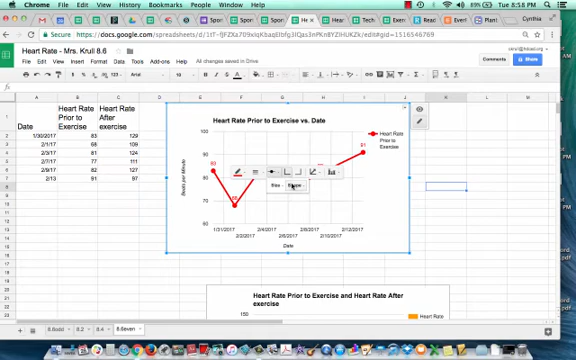 Chrome File Edit View History Bookmarks People Window Help
Tue 8:58 PM
Cynthia
Heart Rate - Mrs. Krull 8.6
File Edit View Insert Format Data Tools Add-ons Help All changes saved in Drive
Comments Share
Arial
A B C D E F G H I J K L M
Date Heart Rate Prior to Exercise Heart Rate After exercise
1/30/2017 83 129
2/1/17 68 109
2/3/17 81 124
2/7/17 77 111
2/9/17 82 127
2/13 91 97
Heart Rate Prior to Exercise vs. Date
Heart Rate
Prior to
Exercise
Beats per Minute
100
90
80
70
60
83
91
Size Shape
1/31/2017 2/4/2017 2/8/2017 2/12/2017
2/2/2017 2/6/2017 2/10/2017
Date
Heart Rate Prior to Exercise and Heart Rate After
exercise
150
Heart Rate
8.6odd 8.2 8.4 8.6even